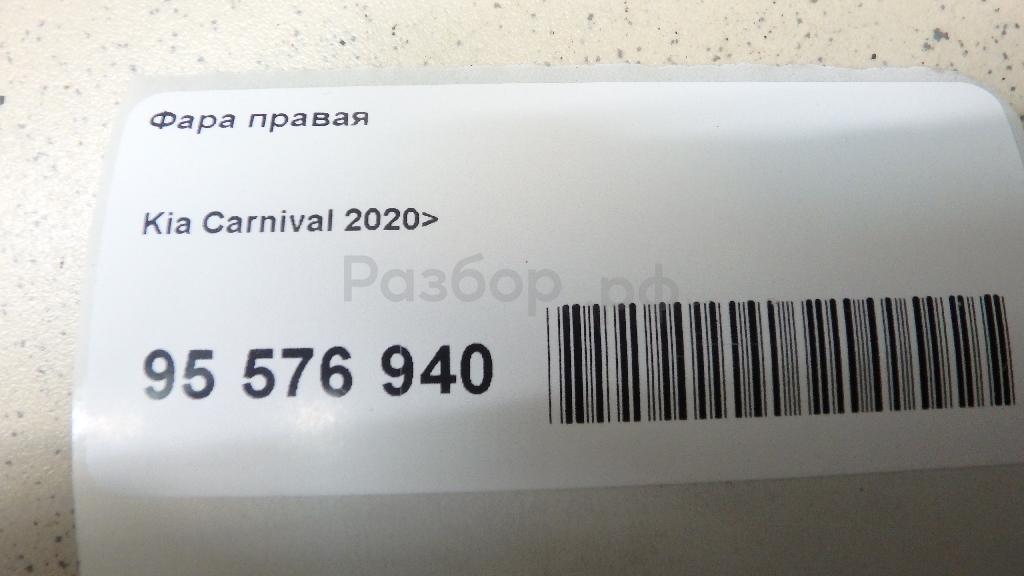 Фара правая
Kia Carnival 2020>
Разбор.рф
95 576 940